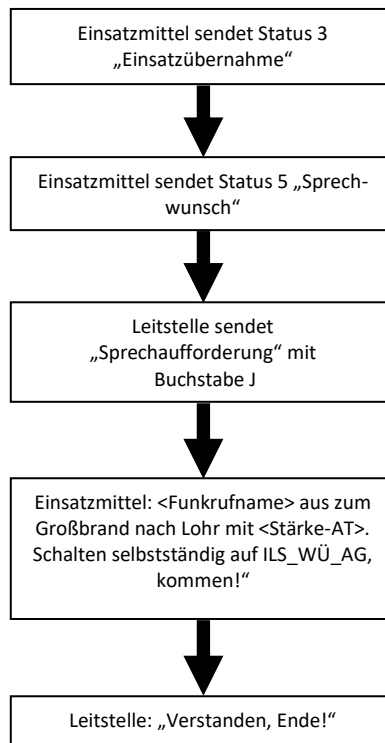 Einsatzmittel sendet Status 3
„Einsatzübernahme“
Einsatzmittel sendet Status 5 „Sprech-
wunsch“
Leitstelle sendet
„Sprechaufforderung“ mit
Buchstabe J
Einsatzmittel: <Funkrufname> aus zum
Großbrand nach Lohr mit <Stärke-AT>.
Schalten selbstständig auf ILS_WÜ_AG,
kommen!“
Leitstelle: „Verstanden, Ende!“